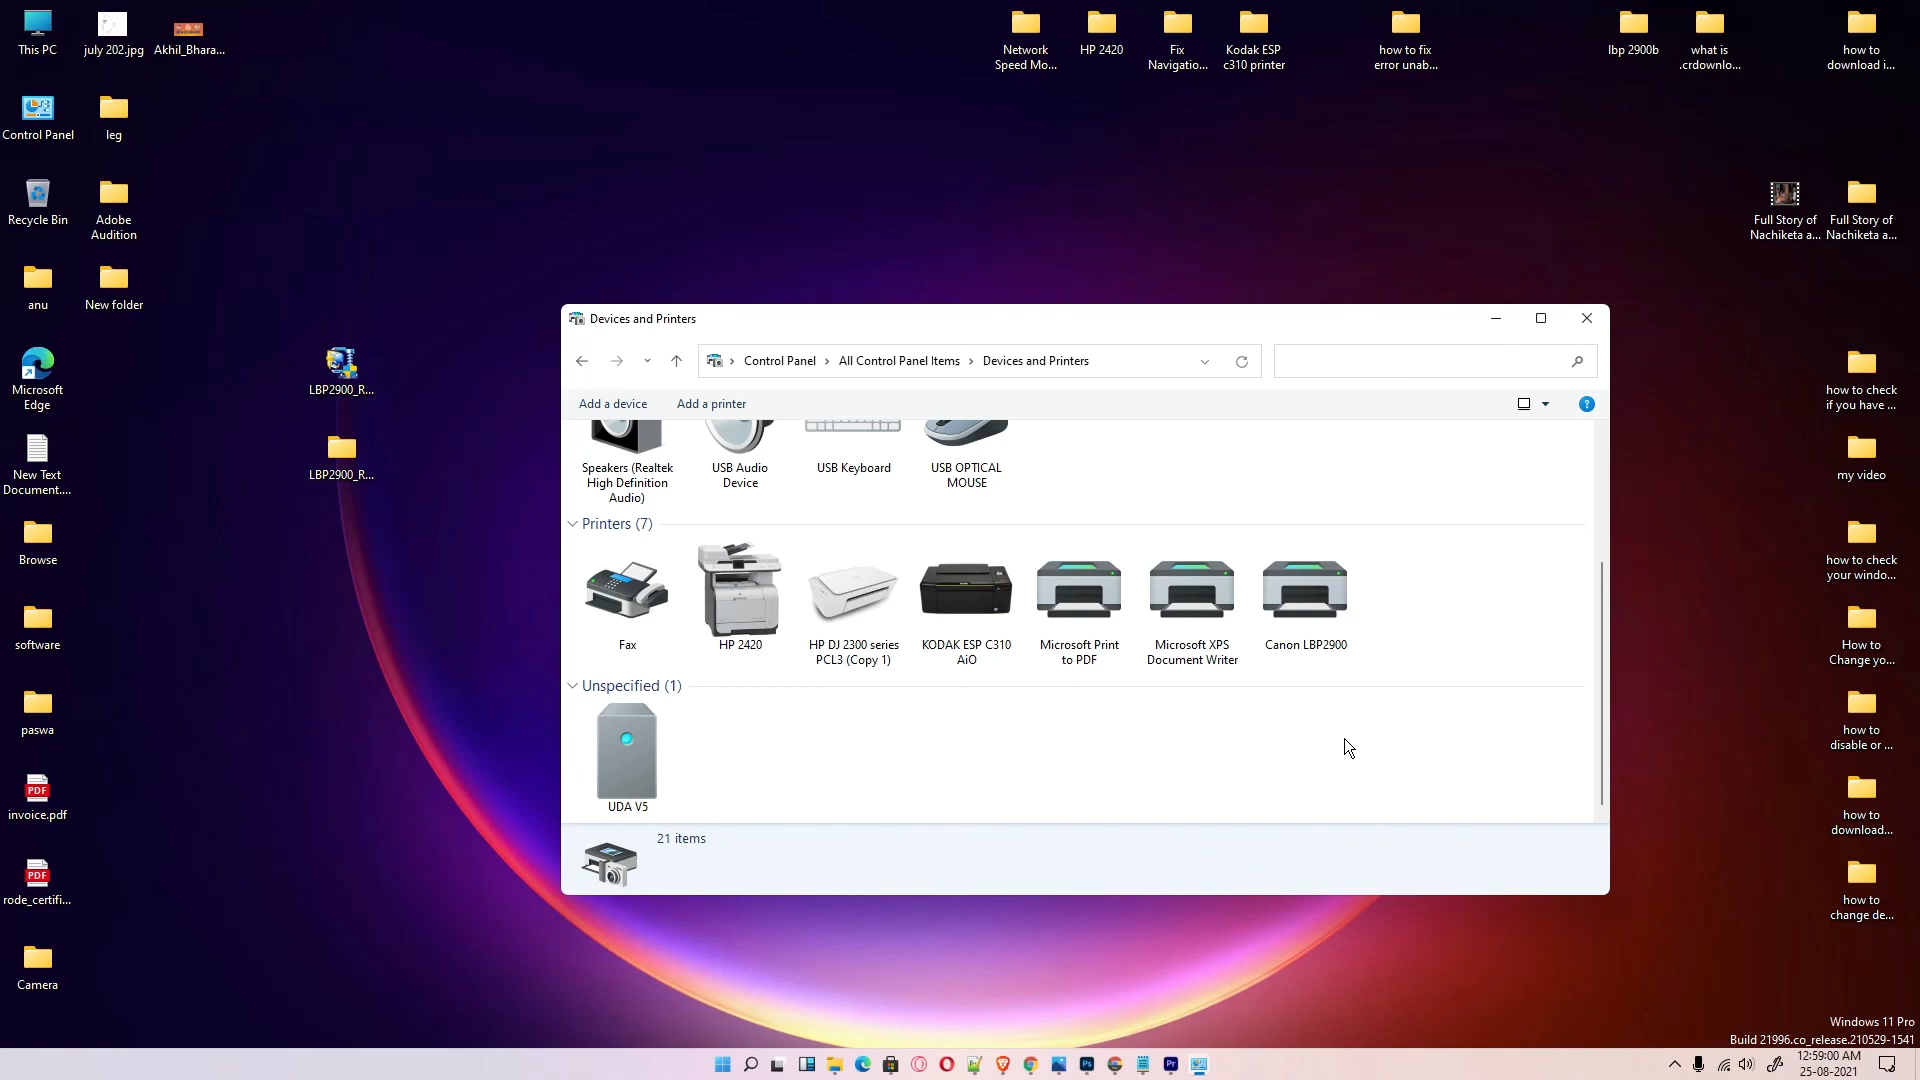 This PC
july 202.jpg
Akhil_Bhara...
Network
Speed Mo...
HP 2420
Fix
Navigatio...
Kodak ESP
c310 printer
how to fix
error unab...
lbp 2900b
what is
.crdownlo...
how to
download i...
Control Panel
leg
Recycle Bin
Adobe
Audition
Full Story of
Nachiketa a...
Full Story of
Nachiketa a...
anu
New folder
Microsoft
Edge
LBP2900_R...
how to check
if you have ...
New Text
Document....
LBP2900_R...
my video
Browse
how to check
your windo...
software
How to
Change yo...
paswa
how to
disable or ...
PDF
invoice.pdf
how to
download...
PDF
rode_certifi...
how to
change de...
Camera
Devices and Printers
Control Panel
All Control Panel Items
Devices and Printers
Add a device
Add a printer
?
Speakers (Realtek
High Definition
Audio)
USB Audio
Device
USB Keyboard
USB OPTICAL
MOUSE
Printers (7)
Fax
HP 2420
HP DJ 2300 series
PCL3 (Copy 1)
KODAK ESP C310
AiO
Microsoft Print
to PDF
Microsoft XPS
Document Writer
Canon LBP2900
Unspecified (1)
UDA V5
21 items
Windows 11 Pro
Build 21996.co_release.210529-1541
Ps
Pr
12:59:00 AM
25-08-2021